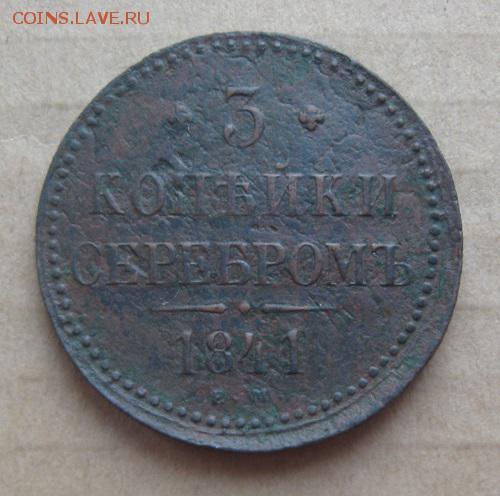 COINS.LAVE.RU
3
КОПѢЙКИ
СЕРЕБРОМЪ
1841